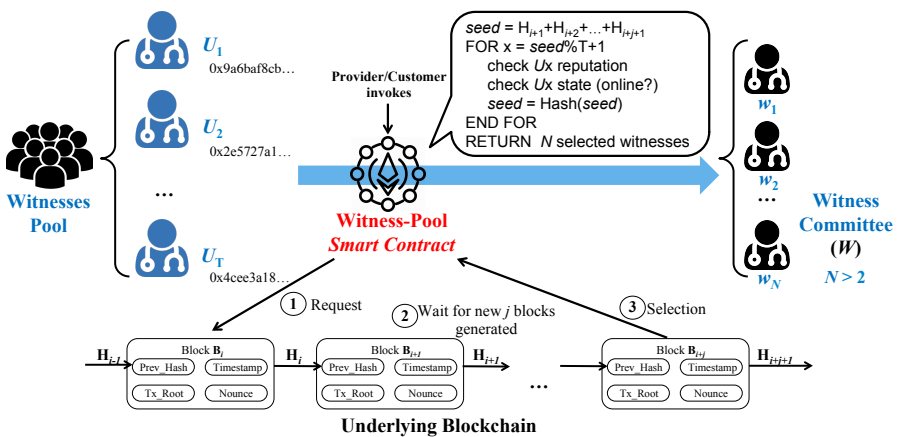 U1
0x9a6baf8cb...
U2
0x2e5727a1...
...
UT
0x4cee3a18...
Witnesses
Pool
Provider/Customer
invokes
seed = Hi+1+Hi+2+...+Hi+j+1
FOR x = seed%T+1
check Ux reputation
check Ux state (online?)
seed = Hash(seed)
END FOR
RETURN N selected witnesses
Witness-Pool
Smart Contract
w1
w2
...
wN
Witness
Committee
(W)
N > 2
1 Request
2 Wait for new j blocks
generated
3 Selection
Hi-1
Block Bi
Prev_Hash Timestamp
Tx_Root Nounce
Hi
Block Bi+1
Prev_Hash Timestamp
Tx_Root Nounce
Hi+1
...
Block Bi+j
Prev_Hash Timestamp
Tx_Root Nounce
Hi+j+1
Underlying Blockchain